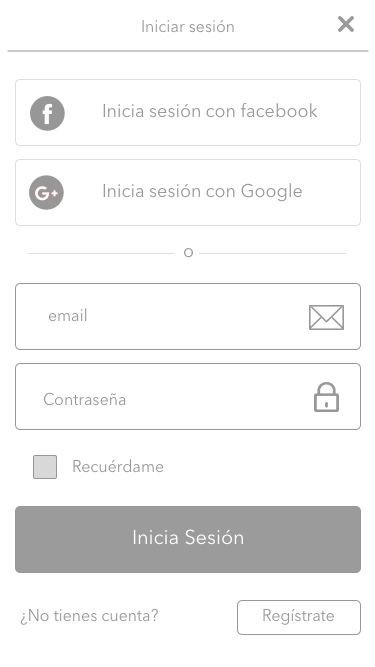 Iniciar sesión
Inicia sesión con facebook
G+ Inicia sesión con Google
o
email
Contraseña
Recuérdame
Inicia Sesión
¿No tienes cuenta? Regístrate